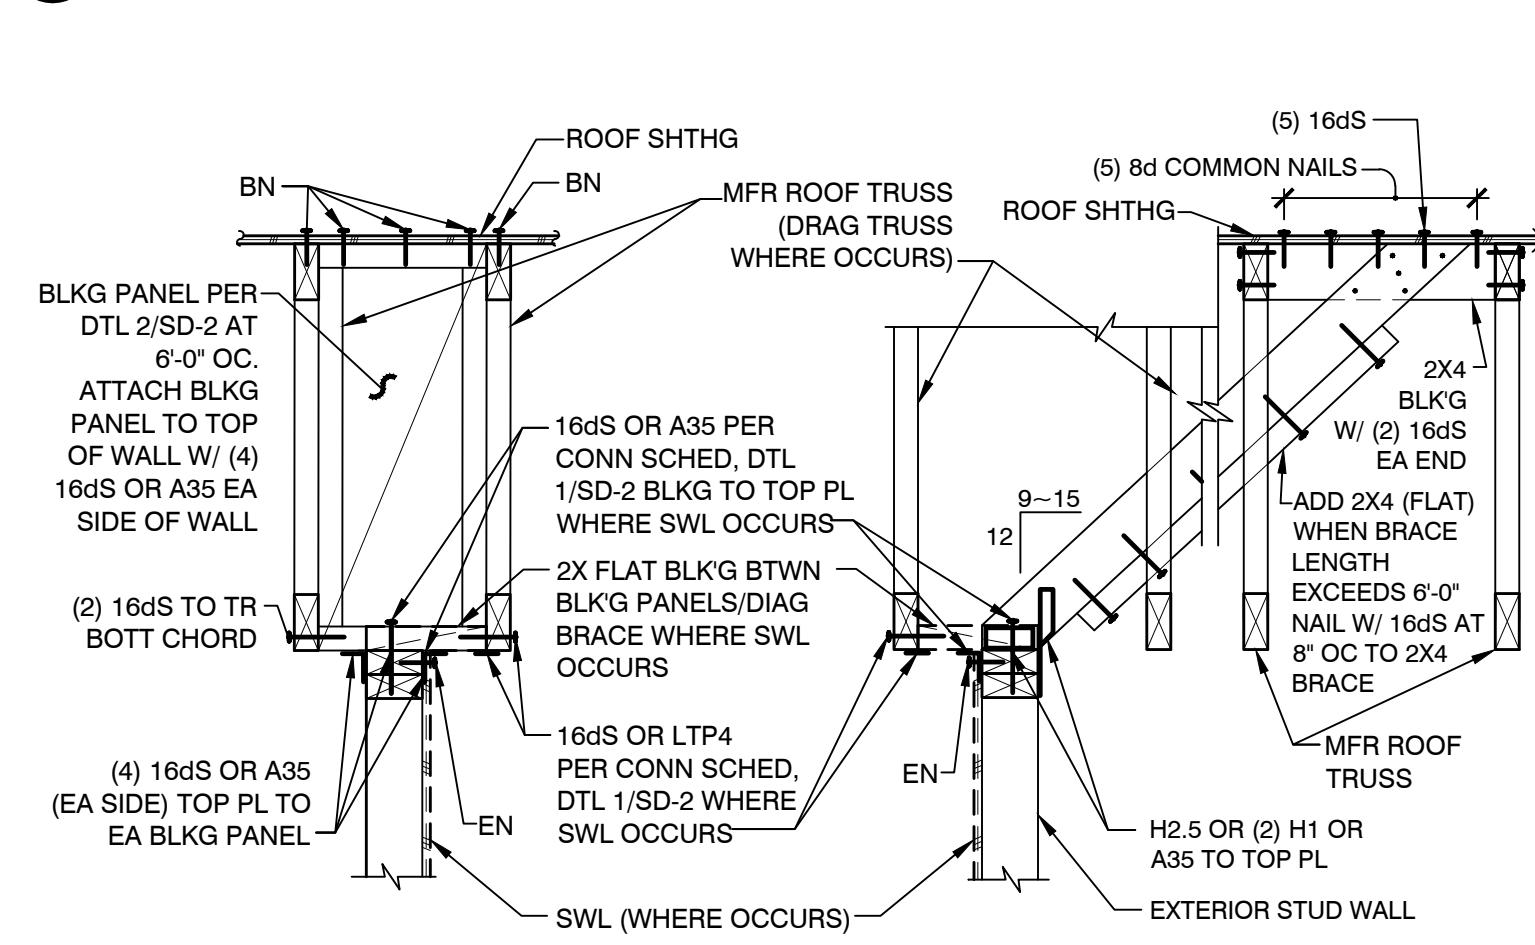 ROOF SHTHG
BN
BN
MFR ROOF TRUSS
(DRAG TRUSS
WHERE OCCURS)
BLKG PANEL PER
DTL 2/SD-2 AT
6'-0" OC.
ATTACH BLKG
PANEL TO TOP
OF WALL W/ (4)
16dS OR A35 EA
SIDE OF WALL
(2) 16dS TO TR
BOTT CHORD
(4) 16dS OR A35
(EA SIDE) TOP PL TO
EA BLKG PANEL
EN
16dS OR A35 PER
CONN SCHED, DTL
1/SD-2 BLKG TO TOP PL
WHERE SWL OCCURS
2X FLAT BLK'G BTWN
BLK'G PANELS/DIAG
BRACE WHERE SWL
OCCURS
16dS OR LTP4
PER CONN SCHED,
DTL 1/SD-2 WHERE
SWL OCCURS
SWL (WHERE OCCURS)
(5) 16dS
(5) 8d COMMON NAILS
ROOF SHTHG
9~15
12
2X4
BLK'G
W/ (2) 16dS
EA END
ADD 2X4 (FLAT)
WHEN BRACE
LENGTH
EXCEEDS 6'-0"
NAIL W/ 16dS AT
8" OC TO 2X4
BRACE
MFR ROOF
TRUSS
EN
H2.5 OR (2) H1 OR
A35 TO TOP PL
EXTERIOR STUD WALL